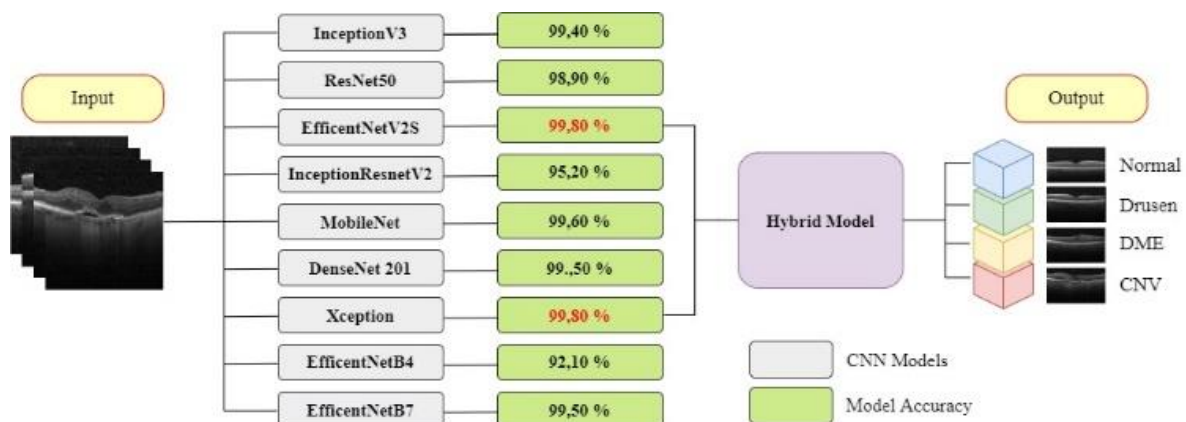 Input
InceptionV3
99,40 %
ResNet50
98,90 %
EfficentNetV2S
99,80 %
InceptionResnetV2
95,20 %
MobileNet
99,60 %
DenseNet 201
99.,50 %
Xception
99,80 %
EfficentNetB4
92,10 %
EfficentNetB7
99,50 %
Hybrid Model
Output
Normal
Drusen
DME
CNV
CNN Models
Model Accuracy